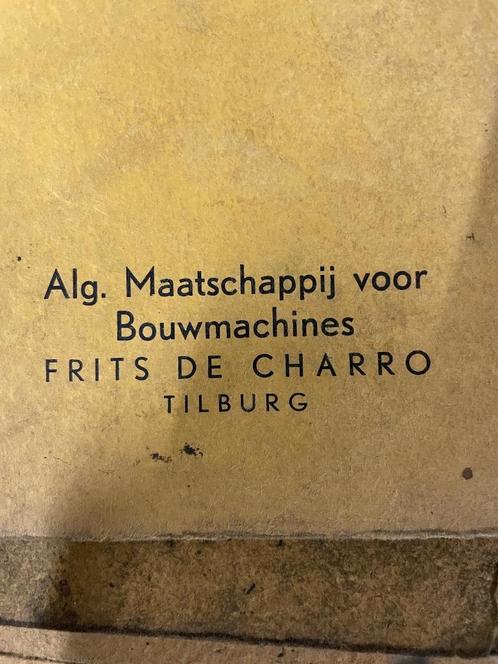 Alg. Maatschappij voor
Bouwmachines
FRITS DE CHARRO
TILBURG